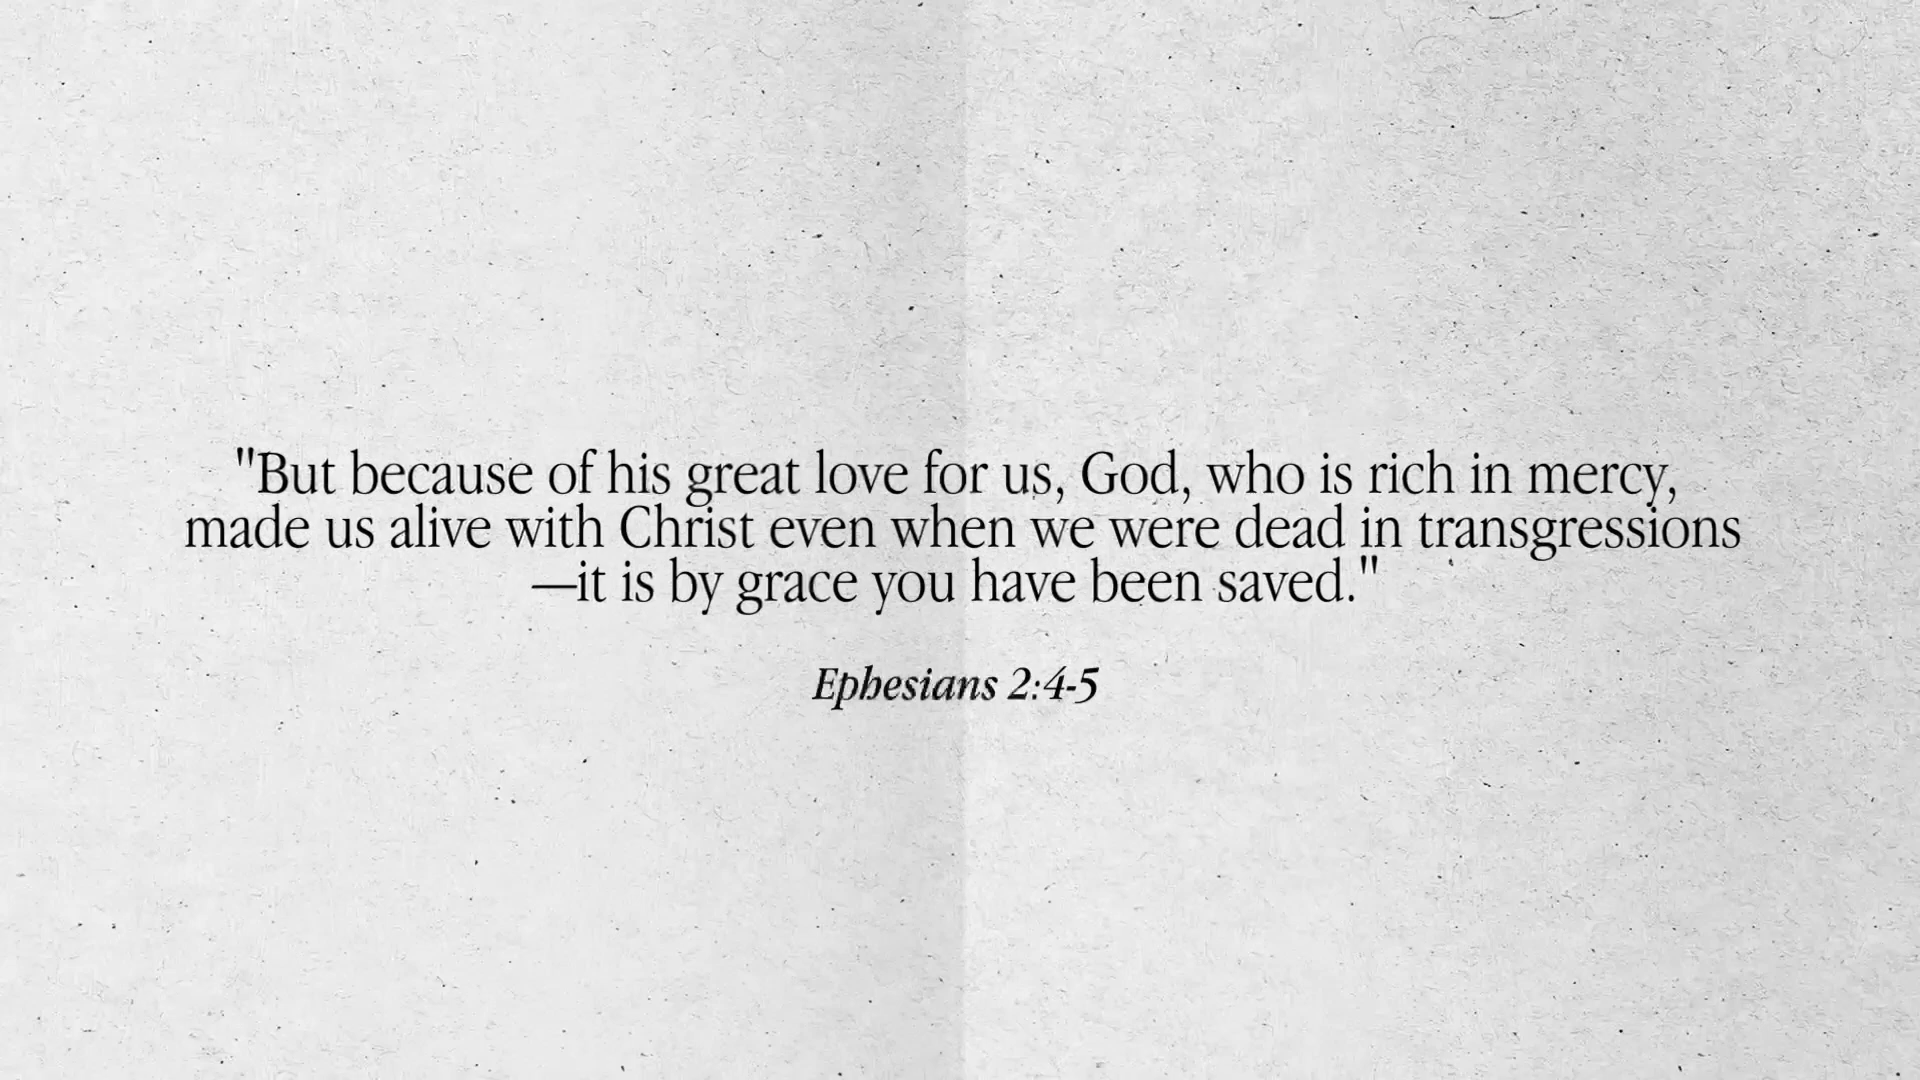 "But because of his great love for us, God, who is rich in mercy,
made us alive with Christ even when we were dead in transgressions
—it is by grace you have been saved."
Ephesians 2:4-5